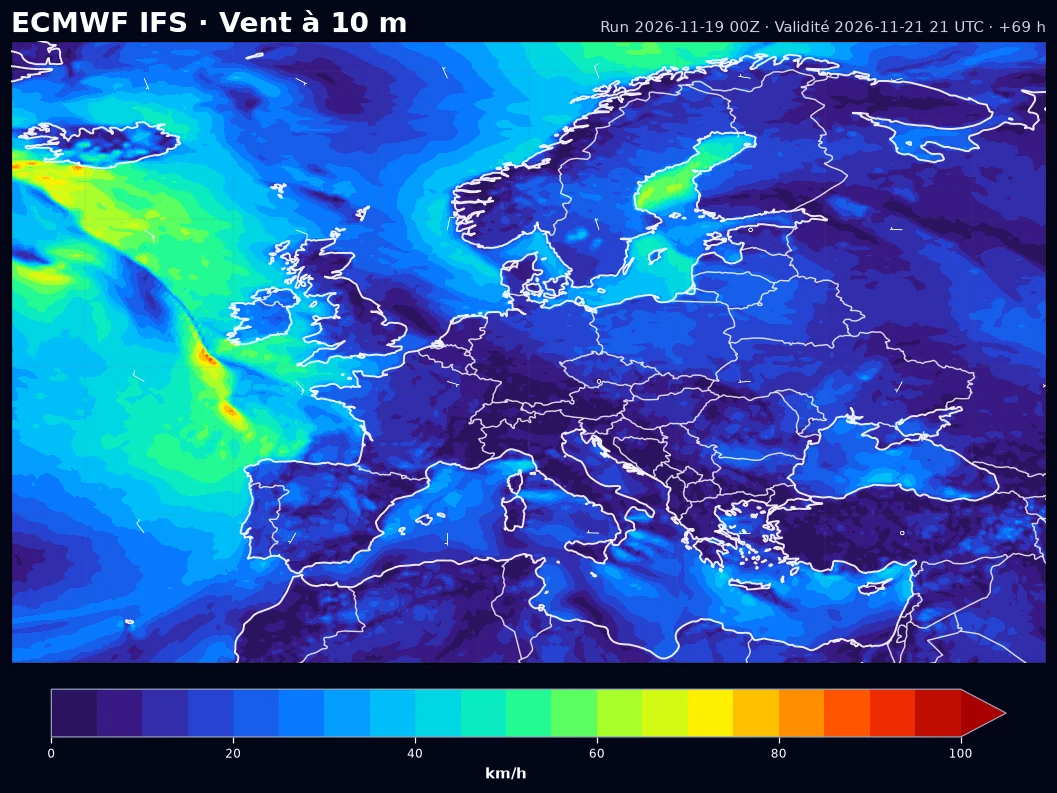 ECMWF IFS · Vent à 10 m
Run 2026-11-19 00Z · Validité 2026-11-21 21 UTC · +69 h
0 20 40 60 80 100
km/h